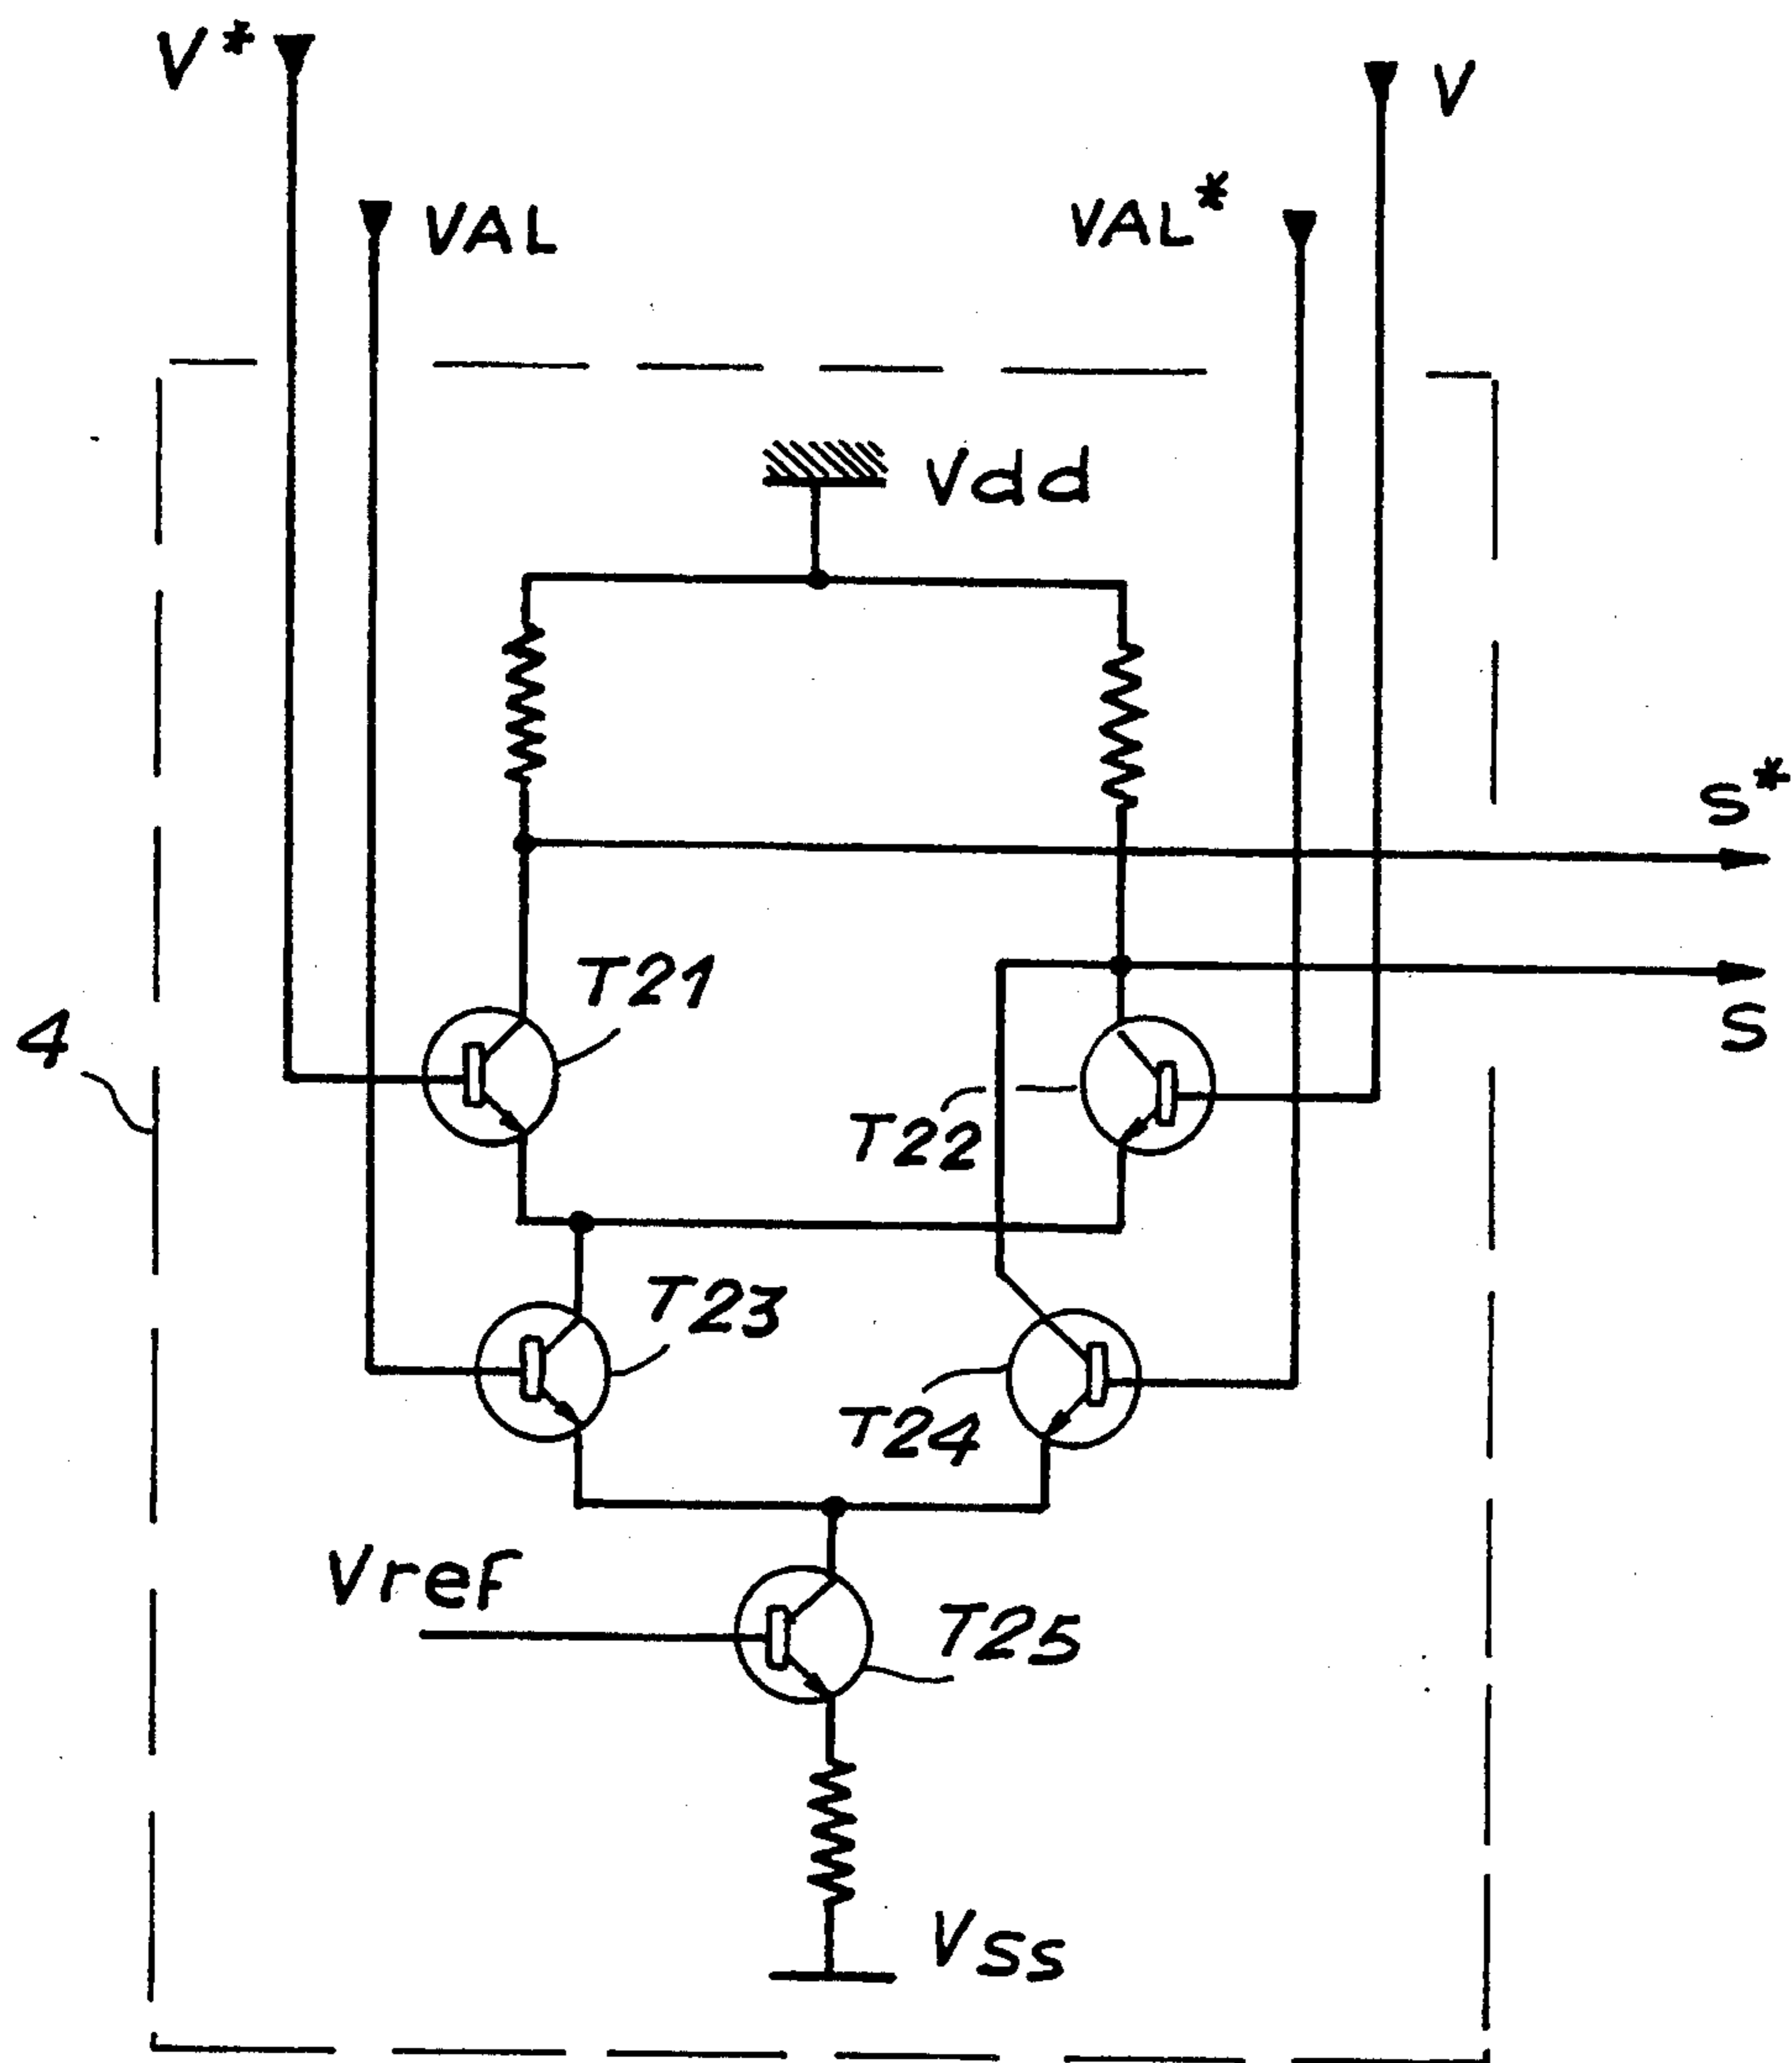 V*
V
VAL
VAL*
Vdd
S*
S
T21
4
T22
T23
T24
Vref
T25
Vss